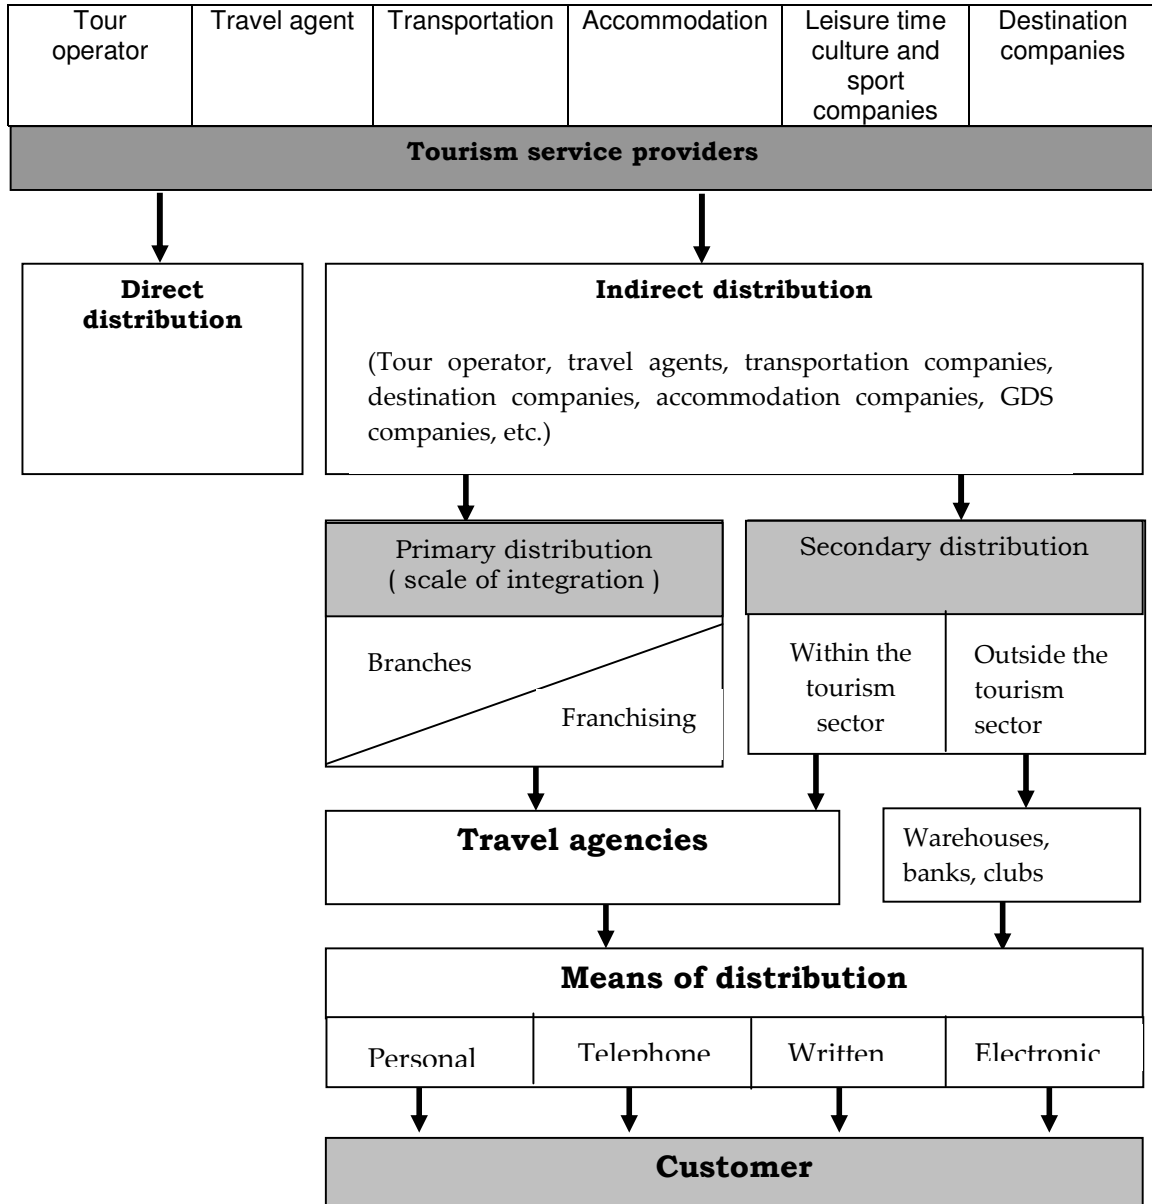 Tour
operator
Travel agent
Transportation
Accommodation
Leisure time
culture and
sport
companies
Destination
companies
Tourism service providers
Direct
distribution
Indirect distribution
(Tour operator, travel agents, transportation companies,
destination companies, accommodation companies, GDS
companies, etc.)
Primary distribution
( scale of integration )
Secondary distribution
Branches
Franchising
Within the
tourism
sector
Outside the
tourism
sector
Travel agencies
Warehouses,
banks, clubs
Means of distribution
Personal
Telephone
Written
Electronic
Customer